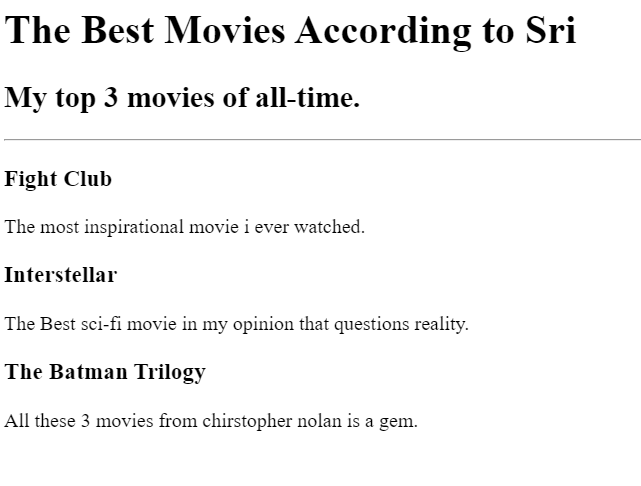 The Best Movies According to Sri
My top 3 movies of all-time.
Fight Club
The most inspirational movie i ever watched.
Interstellar
The Best sci-fi movie in my opinion that questions reality.
The Batman Trilogy
All these 3 movies from chirstopher nolan is a gem.